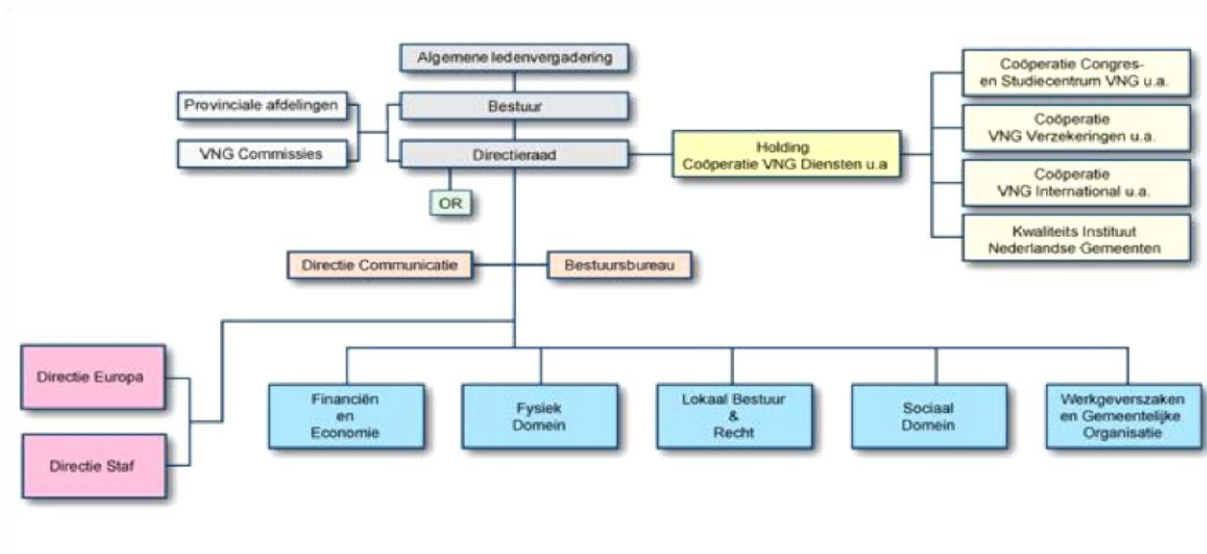 Algemene ledenvergadering
Provinciale afdelingen
Bestuur
VNG Commissies
Directieraad
OR
Holding
Coöperatie VNG Diensten u.a
Coöperatie Congres-
en Studiecentrum VNG u.a.
Coöperatie
VNG Verzekeringen u.a.
Coöperatie
VNG International u.a.
Kwaliteits Instituut
Nederlandse Gemeenten
Directie Communicatie
Bestuursbureau
Directie Europa
Directie Staf
Financiën
en
Economie
Fysiek
Domein
Lokaal Bestuur
&
Recht
Sociaal
Domein
Werkgeverszaken
en Gemeentelijke
Organisatie